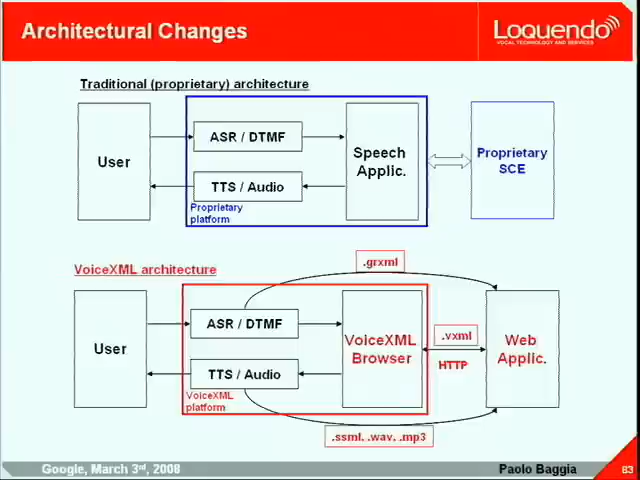 Architectural Changes
Loquendo
VOCAL TECHNOLOGY AND SERVICES
Traditional (proprietary) architecture
User
ASR / DTMF
TTS / Audio
Proprietary
platform
Speech
Applic.
Proprietary
SCE
VoiceXML architecture
.grxml
User
ASR / DTMF
TTS / Audio
VoiceXML
platform
VoiceXML
Browser
.vxml
HTTP
Web
Applic.
.ssml, .wav, .mp3
Google, March 3rd, 2008
Paolo Baggia
83